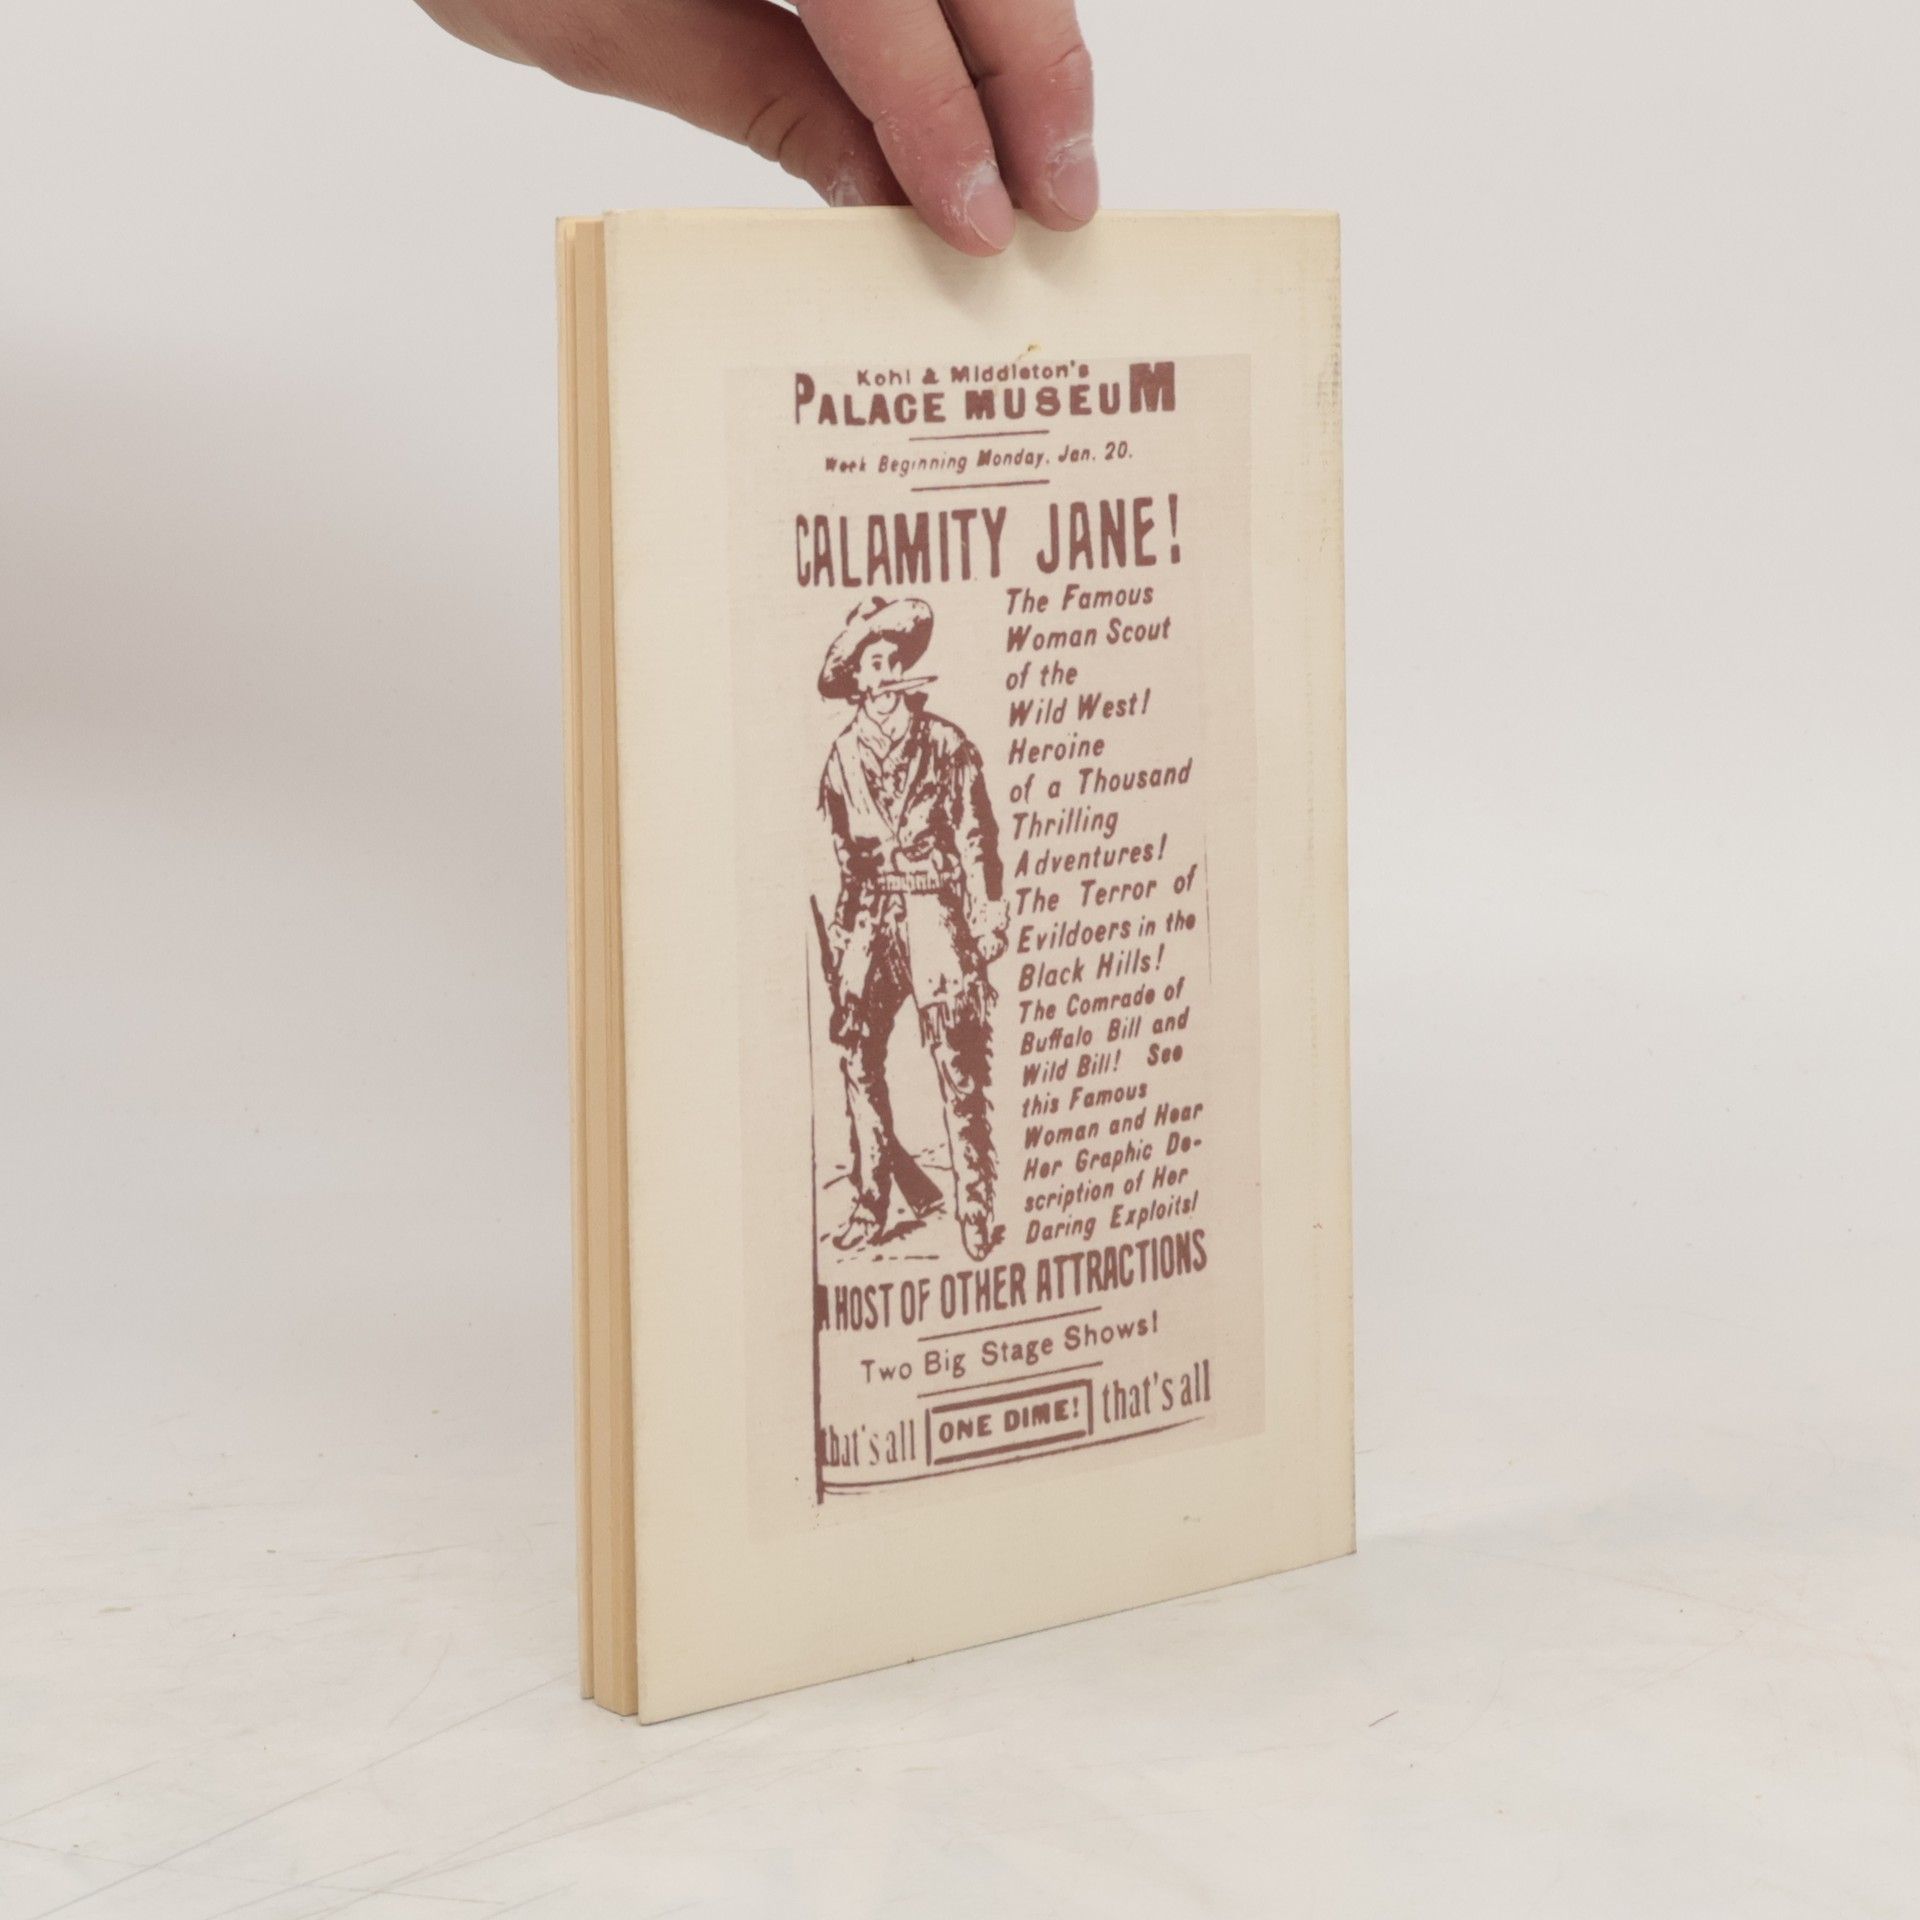 Kohl & Middleton's
PALACE MUSEUM
Week Beginning Monday, Jan. 20.
CALAMITY JANE!
The Famous
Woman Scout
of the
Wild West!
Heroine
of a Thousand
Thrilling
Adventures!
The Terror of
Evildoers in the
Black Hills!
The Comrade of
Buffalo Bill and
Wild Bill! See
this Famous
Woman and Hear
Her Graphic De-
scription of Her
Daring Exploits!
A HOST OF OTHER ATTRACTIONS
Two Big Stage Shows!
that's all ONE DIME! that's all